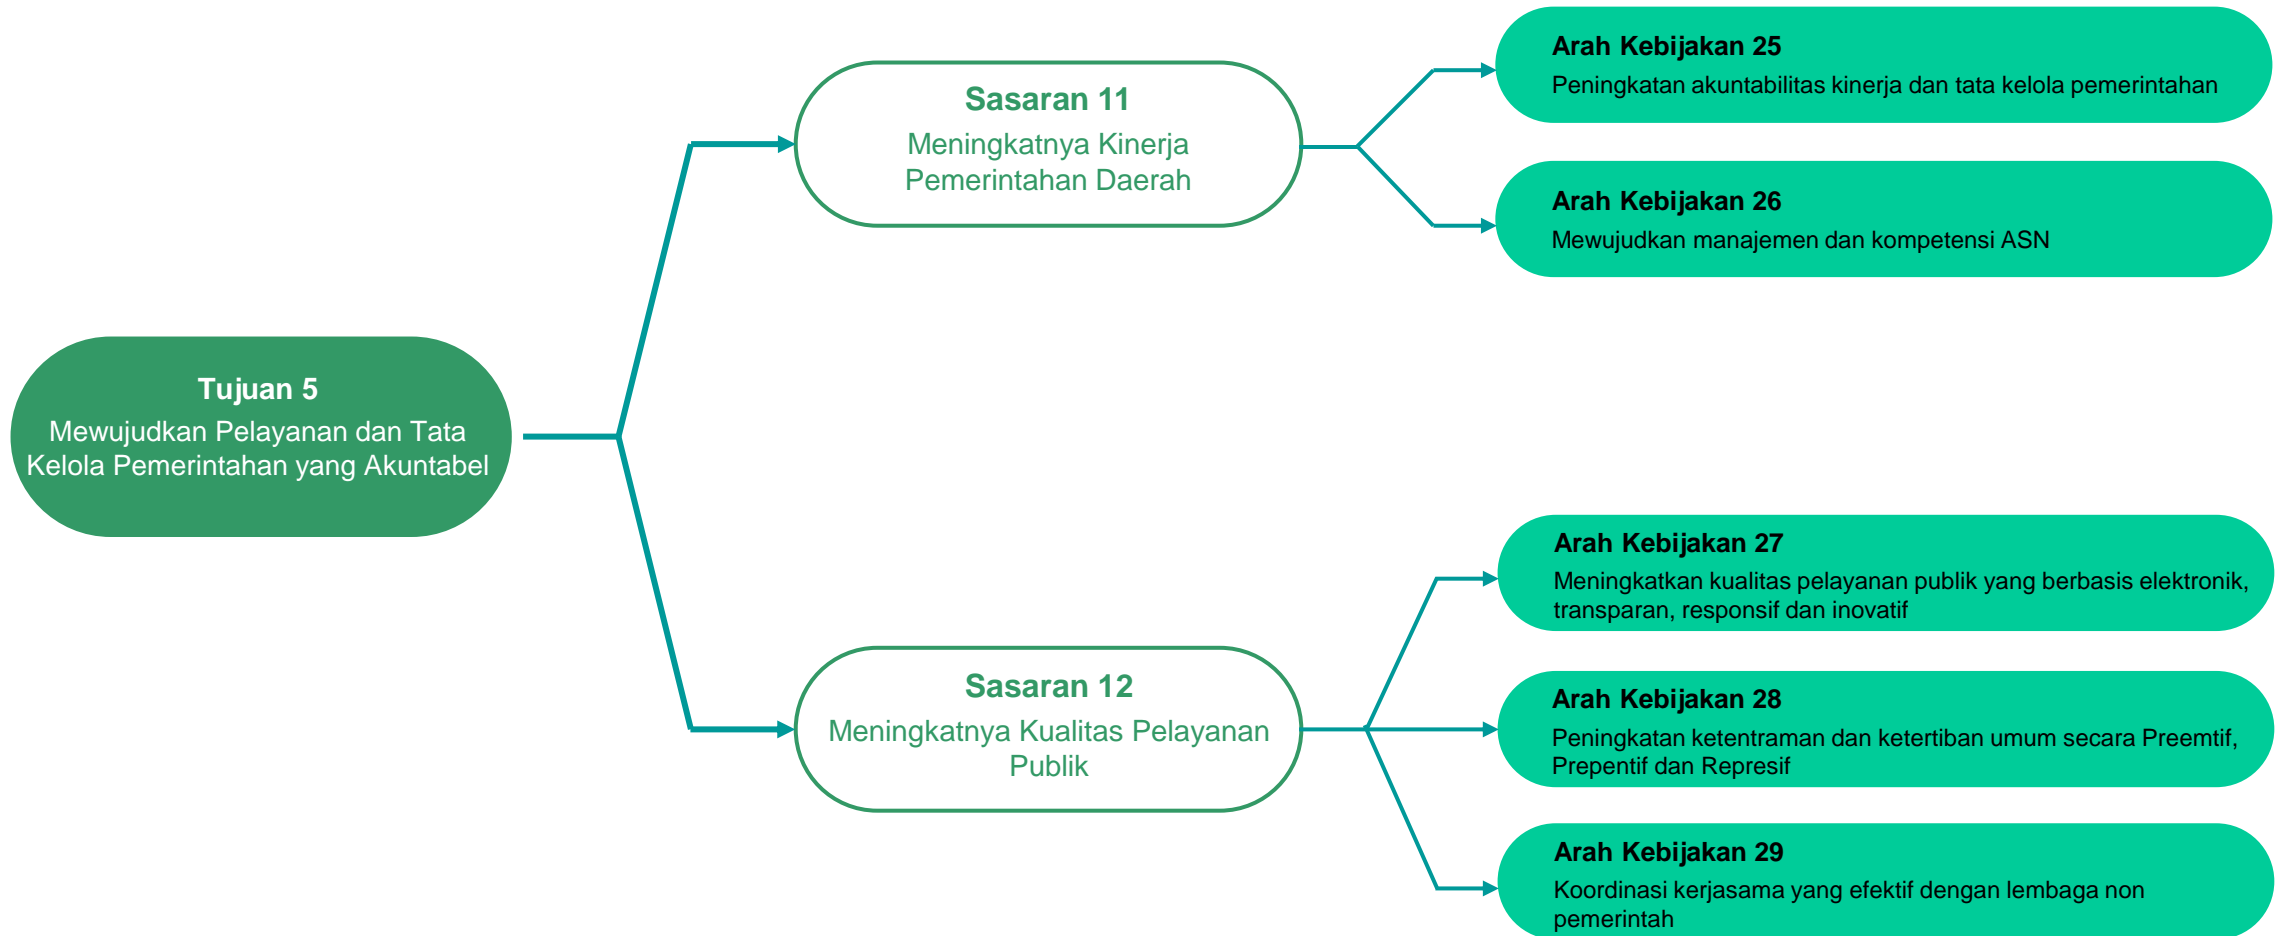 Tujuan 5
Mewujudkan Pelayanan dan Tata
Kelola Pemerintahan yang Akuntabel
Sasaran 11
Meningkatnya Kinerja
Pemerintahan Daerah
Arah Kebijakan 25
Peningkatan akuntabilitas kinerja dan tata kelola pemerintahan
Arah Kebijakan 26
Mewujudkan manajemen dan kompetensi ASN
Sasaran 12
Meningkatnya Kualitas Pelayanan
Publik
Arah Kebijakan 27
Meningkatkan kualitas pelayanan publik yang berbasis elektronik,
transparan, responsif dan inovatif
Arah Kebijakan 28
Peningkatan ketentraman dan ketertiban umum secara Preemtif,
Prepentif dan Represif
Arah Kebijakan 29
Koordinasi kerjasama yang efektif dengan lembaga non
pemerintah